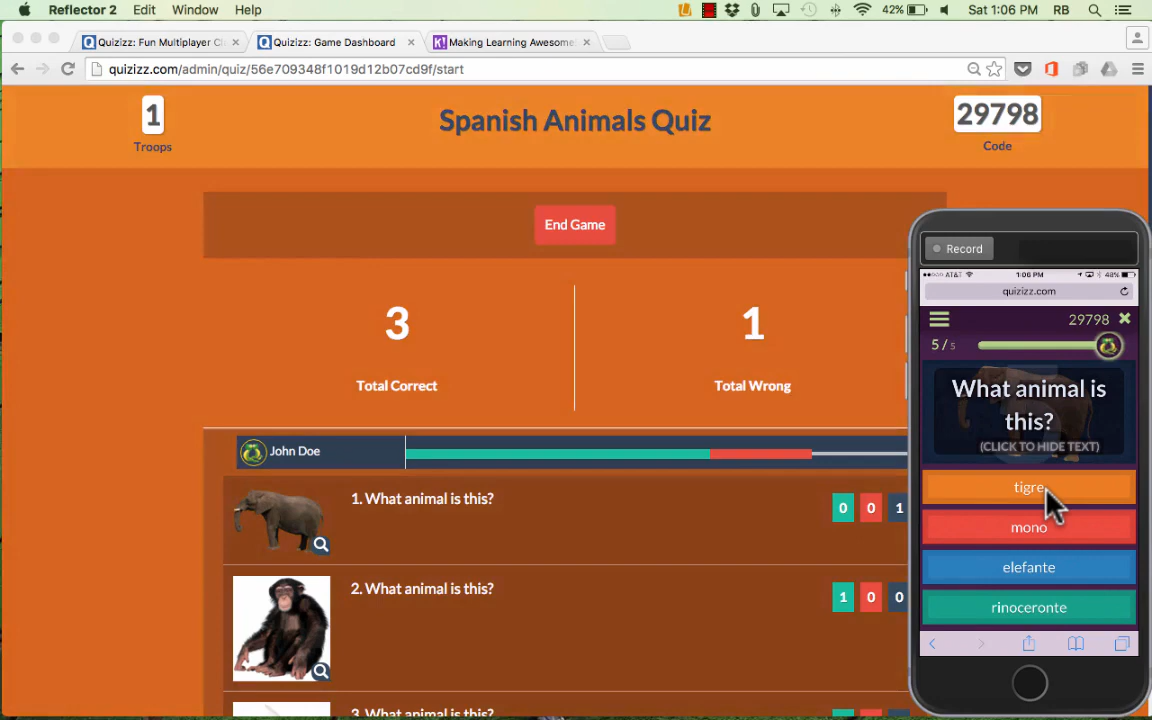 Reflector 2 Edit Window Help 42% Sat 1:06 PM RB
Quizizz: Fun Multiplayer Cl Quizizz: Game Dashboard K! Making Learning Awesome
quizizz.com/admin/quiz/56e709348f1019d12b07cd9f/start
1 Spanish Animals Quiz 29798
Troops Code
End Game
3 1
Total Correct Total Wrong
John Doe
1. What animal is this? 0 0 1
2. What animal is this? 1 0 0
3. What animal is this?
Record
AT&T 1:06 PM 48%
quizizz.com
29798
5/5
What animal is
this?
(CLICK TO HIDE TEXT)
tigre
mono
elefante
rinoceronte